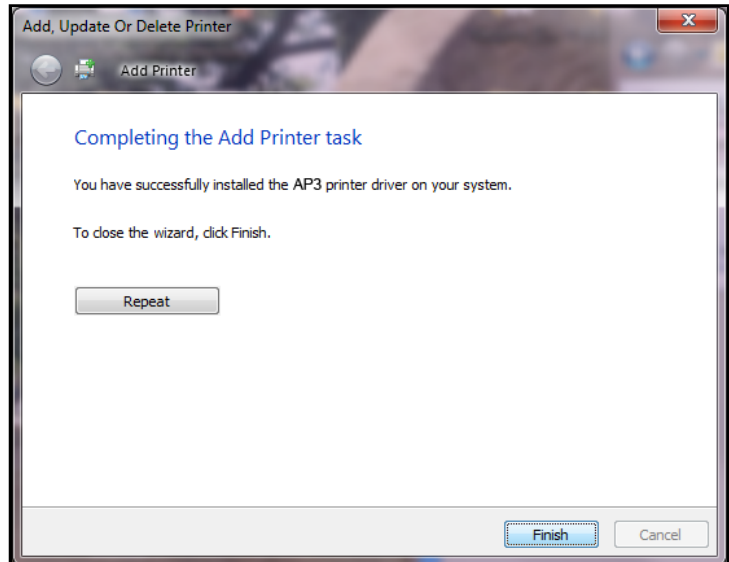 Add, Update Or Delete Printer
Add Printer
Completing the Add Printer task
You have successfully installed the AP3 printer driver on your system.
To close the wizard, click Finish.
Repeat
Finish
Cancel